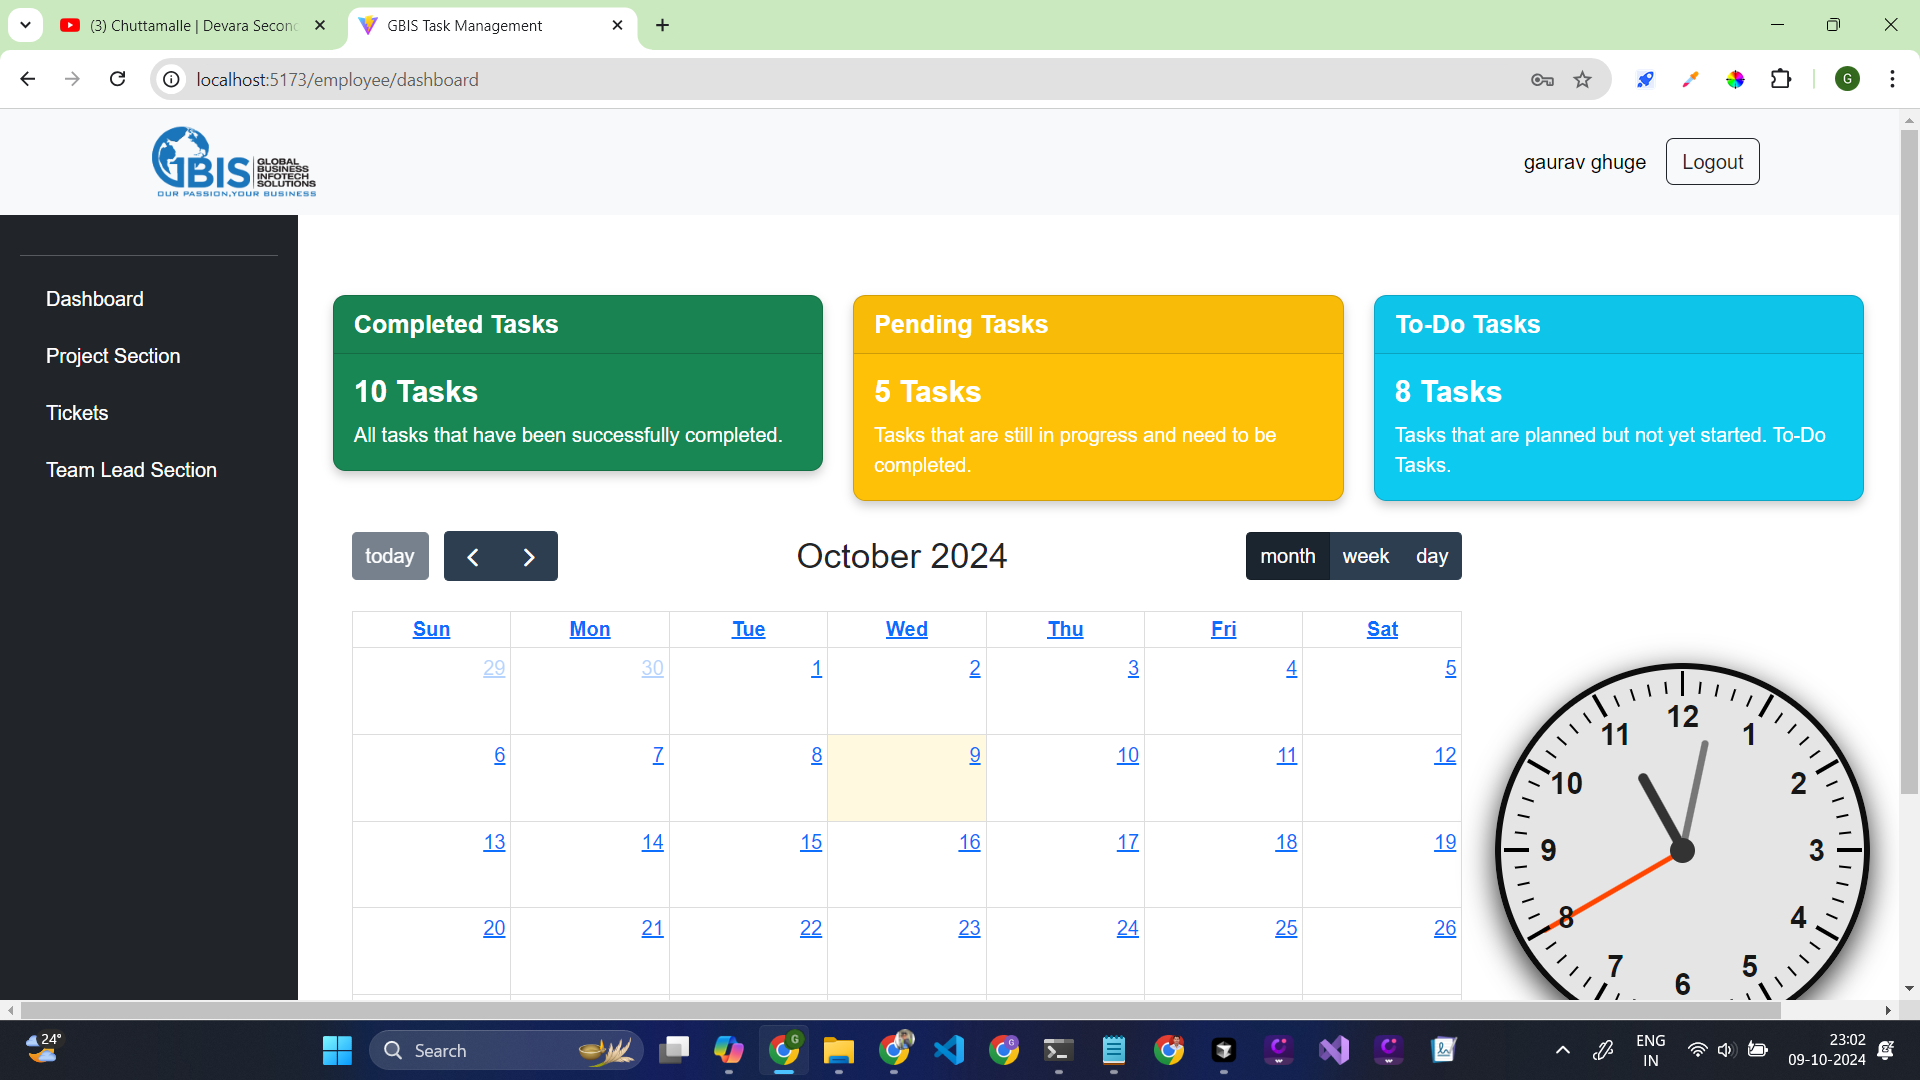 (3) Chuttamalle | Devara Secon
GBIS Task Management
localhost:5173/employee/dashboard
G
GBIS GLOBAL BUSINESS INFOTECH SOLUTIONS
OUR PASSION,YOUR BUSINESS
gaurav ghuge
Logout
Dashboard
Project Section
Tickets
Team Lead Section
Completed Tasks
10 Tasks
All tasks that have been successfully completed.
Pending Tasks
5 Tasks
Tasks that are still in progress and need to be
completed.
To-Do Tasks
8 Tasks
Tasks that are planned but not yet started. To-Do
Tasks.
today
October 2024
month week day
Sun Mon Tue Wed Thu Fri Sat
29 30 1 2 3 4 5
6 7 8 9 10 11 12
13 14 15 16 17 18 19
20 21 22 23 24 25 26
12
11 1
10 2
9 3
8 4
7 5
6
24°
Search
ENG
IN
23:02
09-10-2024